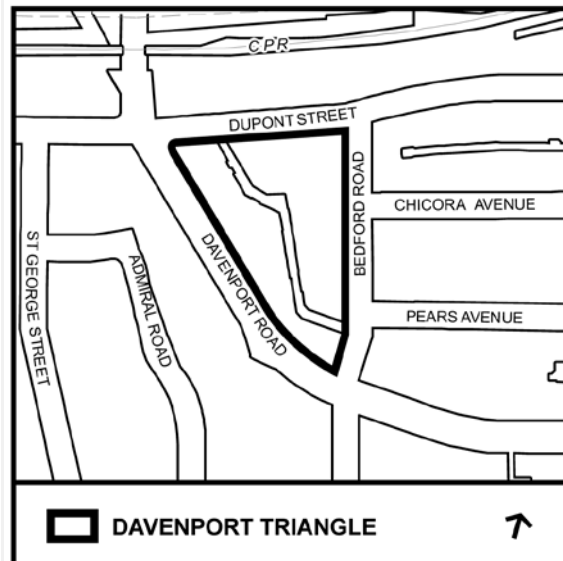 CPR
DUPONT STREET
BEDFORD ROAD
CHICORA AVENUE
DAVENPORT ROAD
ST GEORGE STREET
ADMIRAL ROAD
PEARS AVENUE
DAVENPORT TRIANGLE